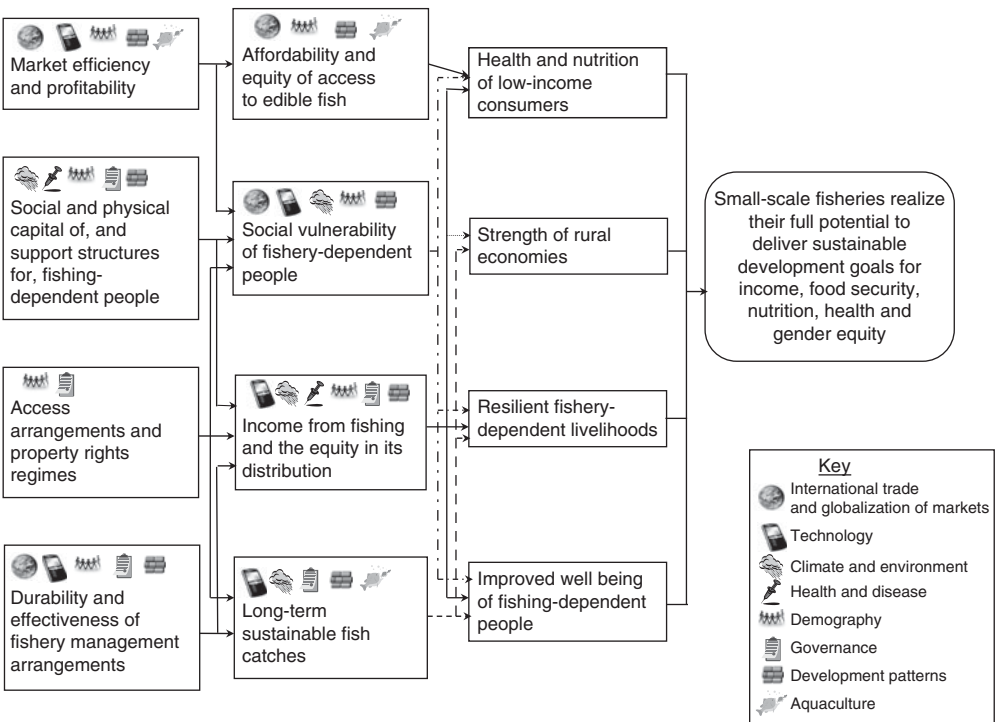 Market efficiency
and profitability
Social and physical
capital of, and
support structures
for, fishing-
dependent people
Access
arrangements and
property rights
regimes
Durability and
effectiveness of
fishery management
arrangements
Affordability and
equity of access
to edible fish
Social vulnerability
of fishery-dependent
people
Income from fishing
and the equity in its
distribution
Long-term
sustainable fish
catches
Health and nutrition
of low-income
consumers
Strength of rural
economies
Resilient fishery-
dependent livelihoods
Improved well being
of fishing-dependent
people
Small-scale fisheries realize
their full potential to
deliver sustainable
development goals for
income, food security,
nutrition, health and
gender equity
Key
International trade
and globalization of markets
Technology
Climate and environment
Health and disease
Demography
Governance
Development patterns
Aquaculture